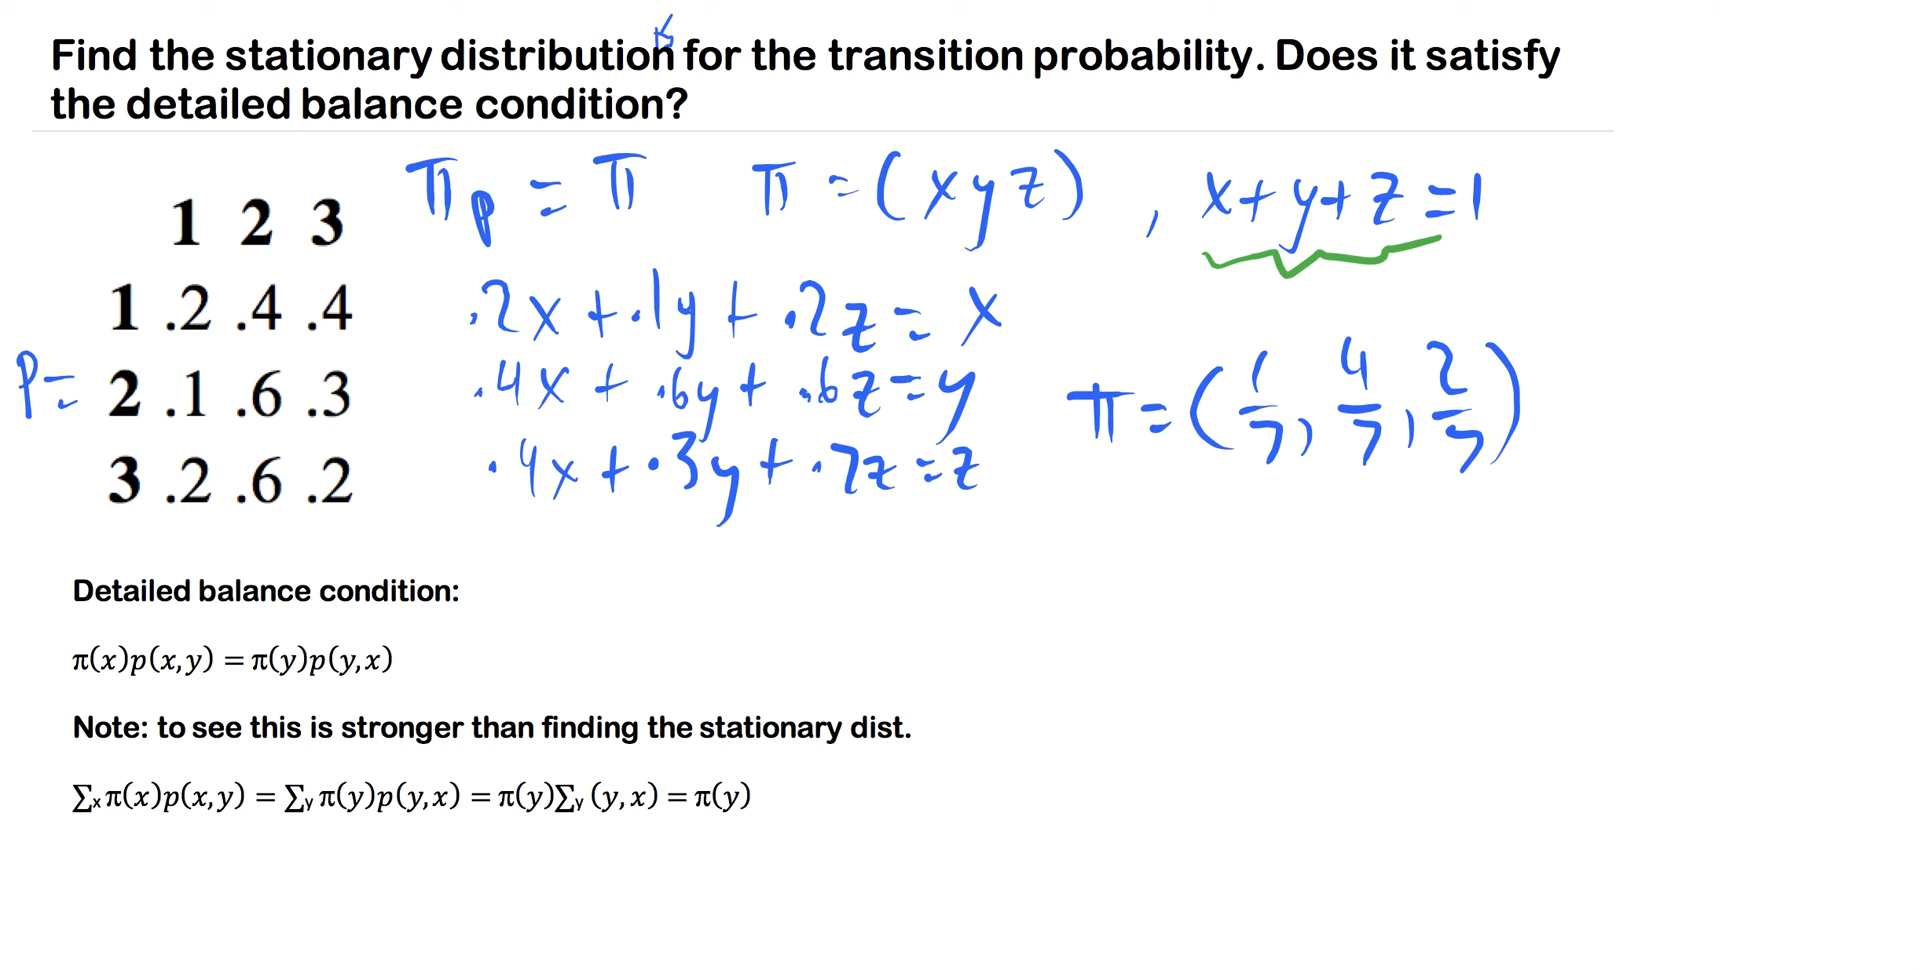 Find the stationary distribution for the transition probability. Does it satisfy
the detailed balance condition?
πp = π π = (x y z) , x+y+z=1
1 2 3
1 .2 .4 .4
.2x + .1y + .2z = x
P= 2 .1 .6 .3
.4x + .6y + .6z = y
π = (1/7, 4/7, 2/7)
3 .2 .6 .2
.4x + .3y + .2z = z
Detailed balance condition:
π(x)p(x,y) = π(y)p(y,x)
Note: to see this is stronger than finding the stationary dist.
∑ₓ π(x)p(x,y) = ∑y π(y)p(y,x) = π(y)∑y (y,x) = π(y)